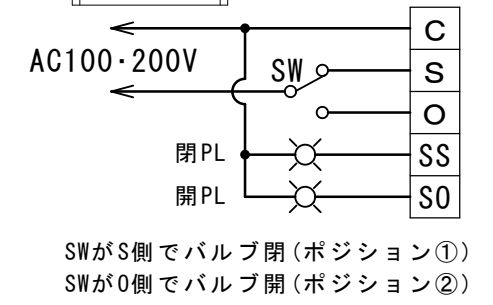 C
AC100·200V
SW
S
O
閉PL
SS
開PL
SO
SWがS側でバルブ閉(ポジション①)
SWがO側でバルブ開(ポジション②)